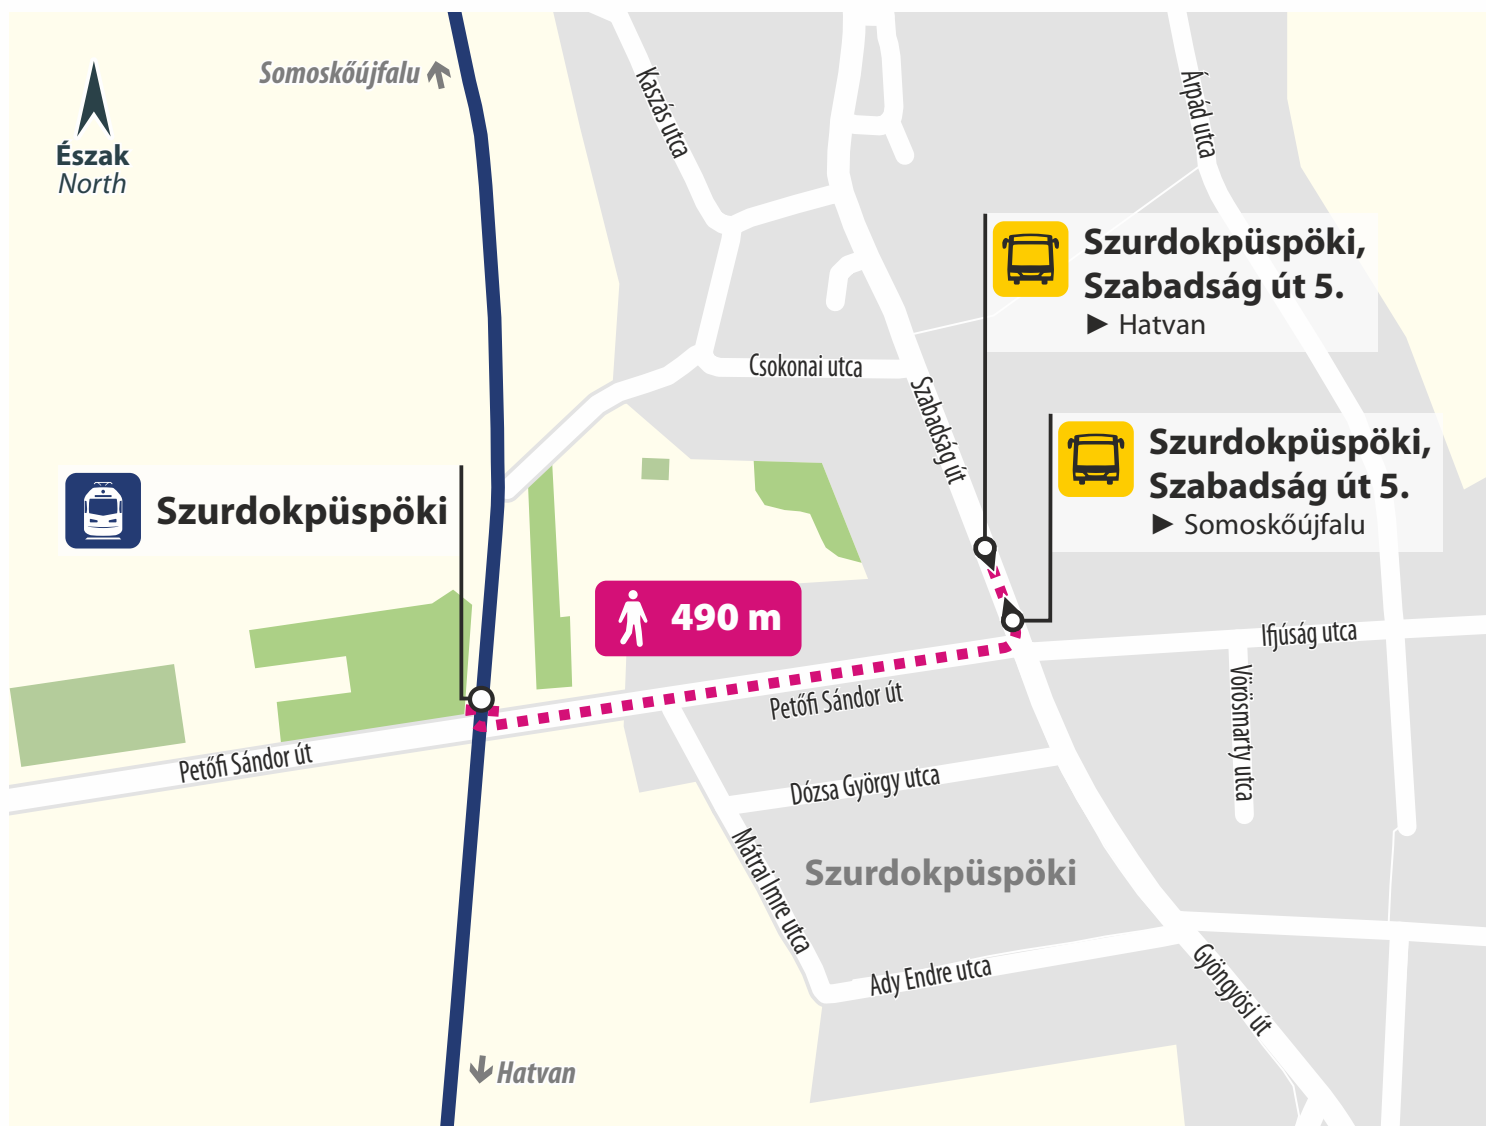 Somoskőújfalu
Észak
North
Kaszás utca
Árpád utca
Szurdokpüspöki,
Szabadság út 5.
► Hatvan
Csokonai utca
Szabadság út
Szurdokpüspöki,
Szabadság út 5.
► Somoskőújfalu
Szurdokpüspöki
490 m
Ifjúság utca
Vörösmarty utca
Petőfi Sándor út
Petőfi Sándor út
Dózsa György utca
Mátrai Imre utca
Szurdokpüspöki
Ady Endre utca
Gyöngyösi út
Hatvan